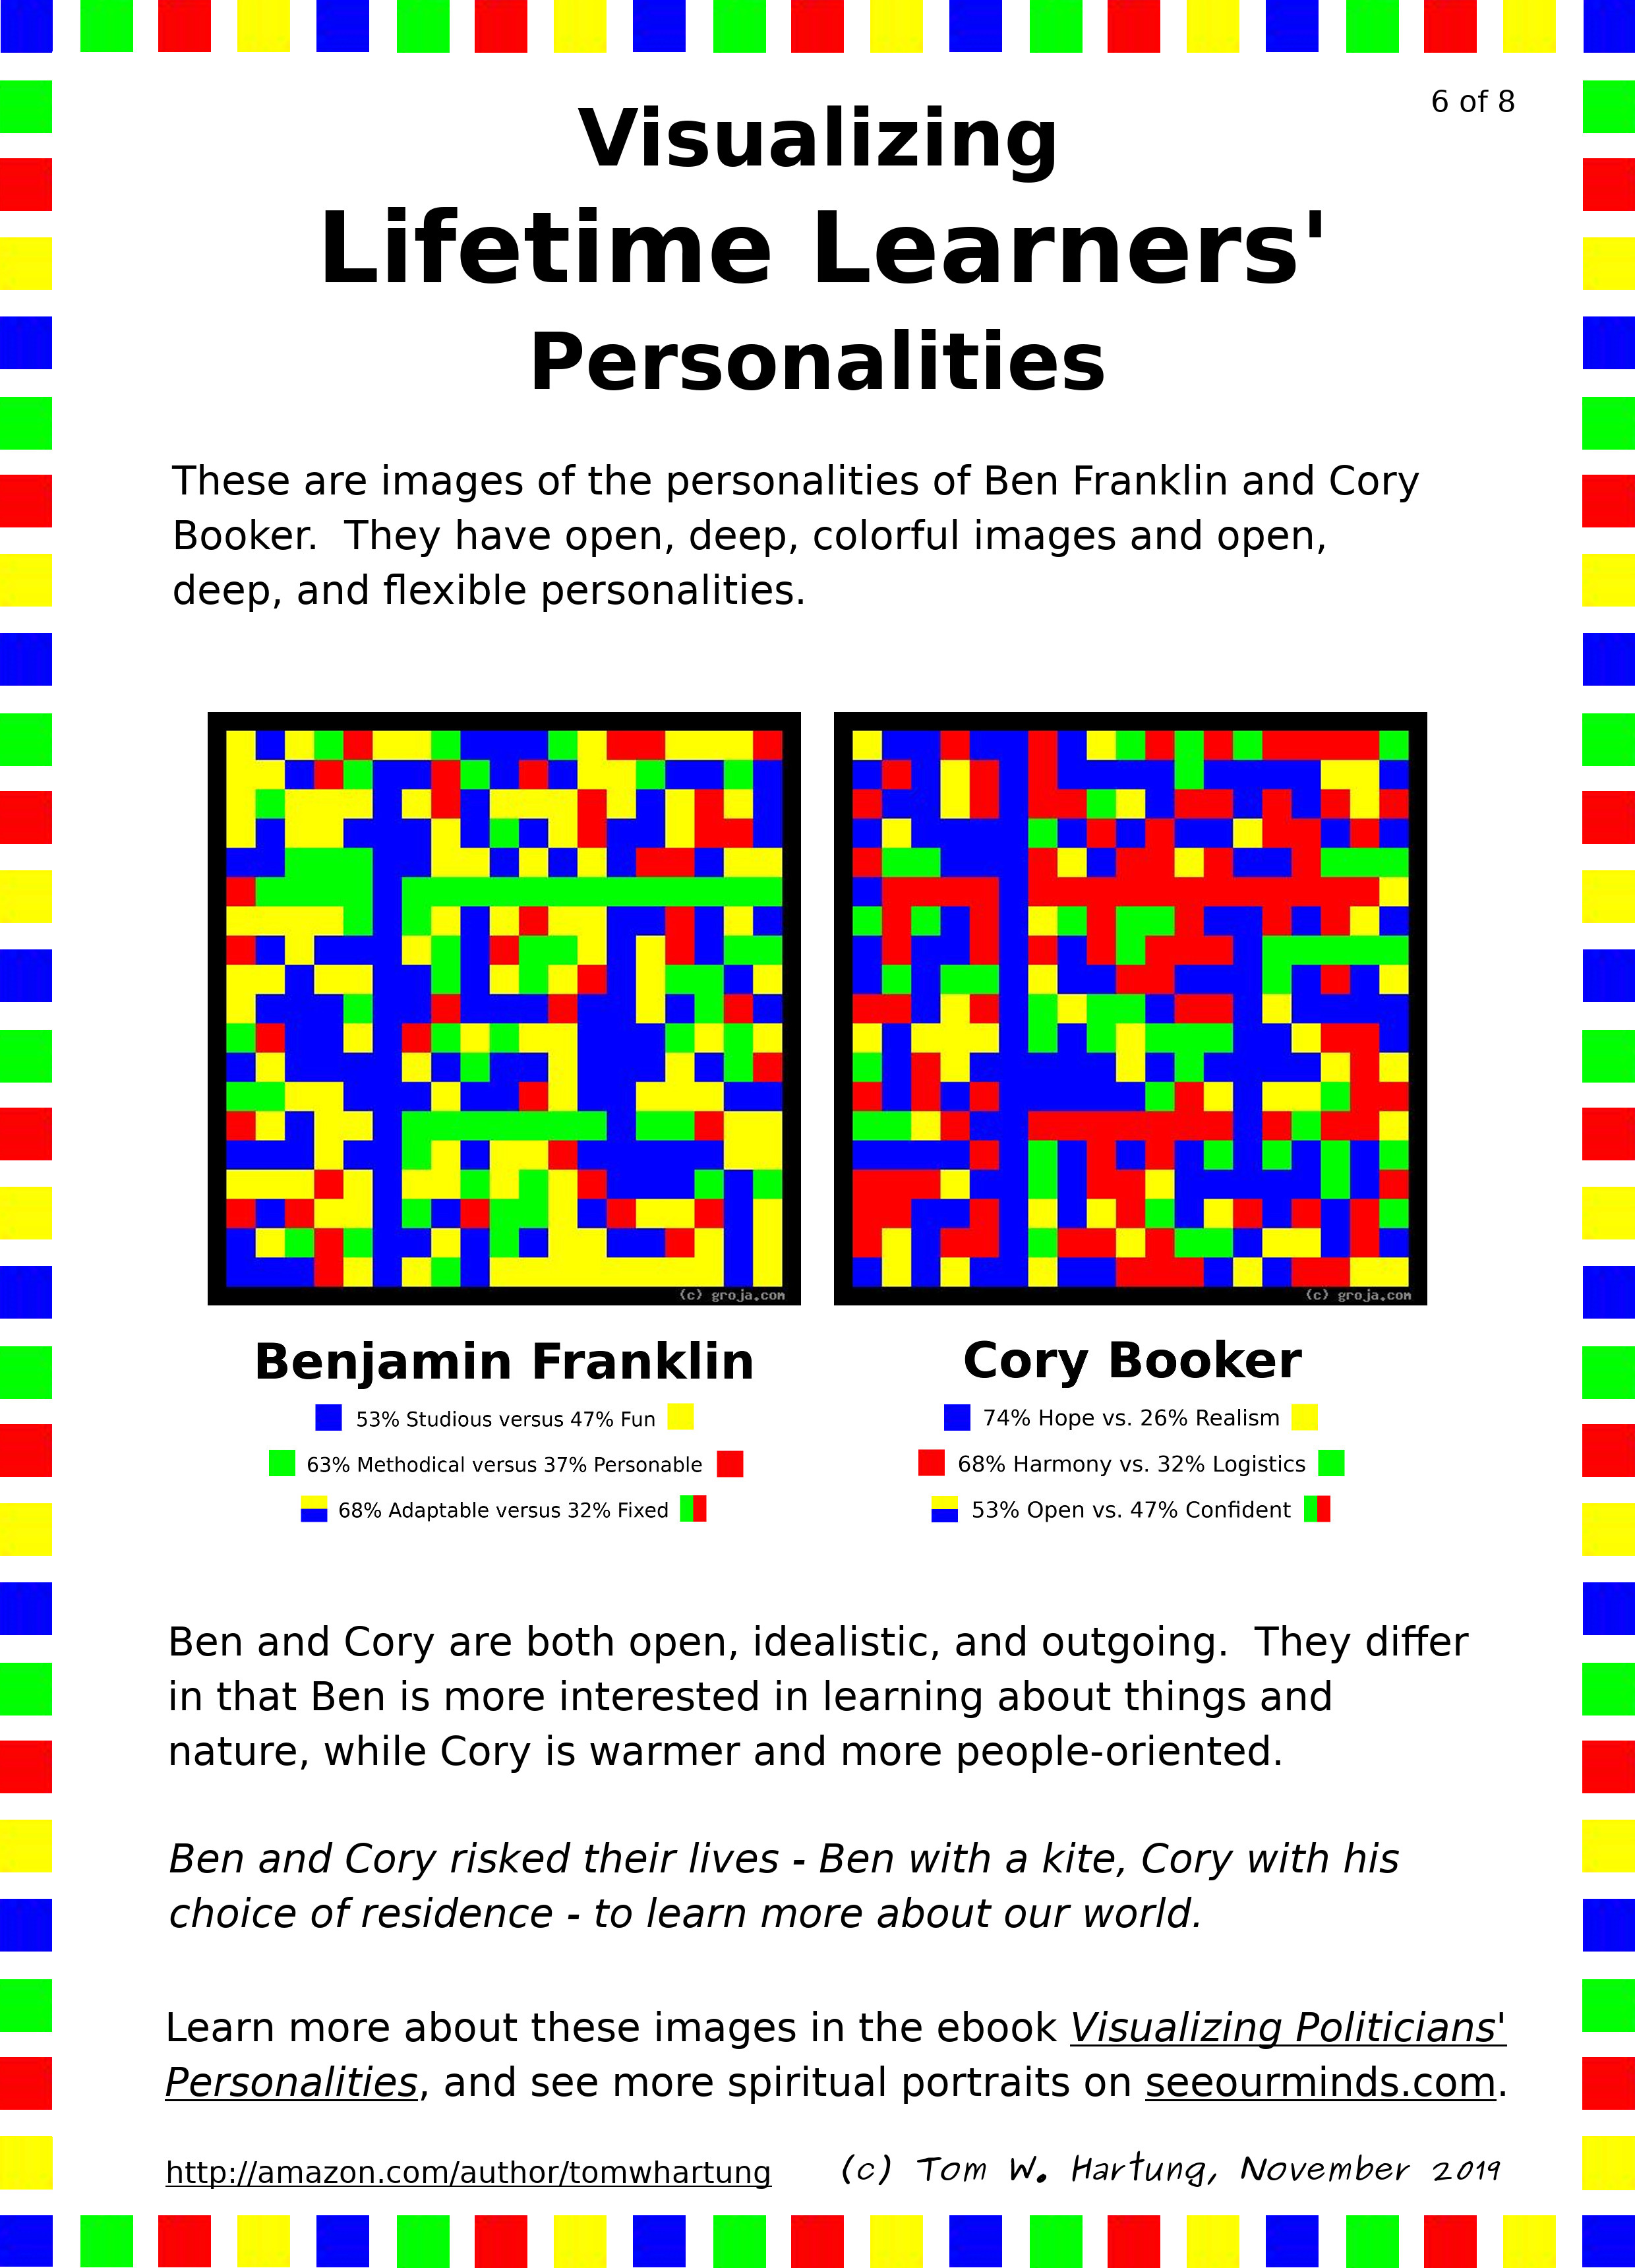 6 of 8
Visualizing
Lifetime Learners'
Personalities
These are images of the personalities of Ben Franklin and Cory
Booker.  They have open, deep, colorful images and open,
deep, and flexible personalities.
(c) groja.com
(c) groja.com
Benjamin Franklin
53% Studious versus 47% Fun
63% Methodical versus 37% Personable
68% Adaptable versus 32% Fixed
Cory Booker
74% Hope vs. 26% Realism
68% Harmony vs. 32% Logistics
53% Open vs. 47% Confident
Ben and Cory are both open, idealistic, and outgoing.  They differ
in that Ben is more interested in learning about things and
nature, while Cory is warmer and more people-oriented.
Ben and Cory risked their lives - Ben with a kite, Cory with his
choice of residence - to learn more about our world.
Learn more about these images in the ebook Visualizing Politicians'
Personalities, and see more spiritual portraits on seeourminds.com.
http://amazon.com/author/tomwhartung
(c) Tom W. Hartung, November 2019